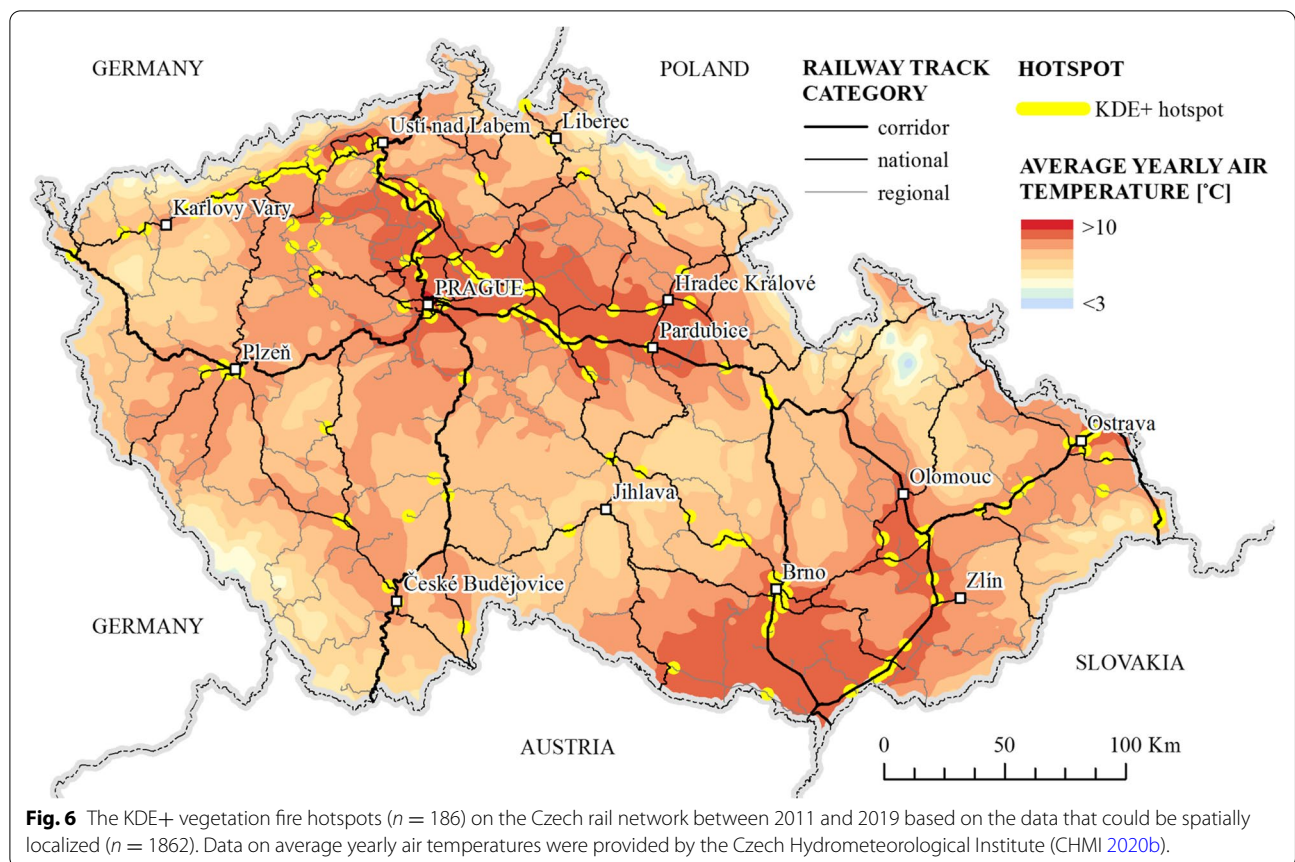 GERMANY
POLAND
RAILWAY TRACK
CATEGORY
corridor
national
regional
HOTSPOT
KDE+ hotspot
AVERAGE YEARLY AIR
TEMPERATURE [˚C]
>10
<3
Ustí nad Labem
Liberec
Karlovy Vary
PRAGUE
Hradec Králové
Pardubice
Plzeň
Ostrava
Olomouc
Jihlava
Brno
Zlín
České Budějovice
GERMANY
SLOVAKIA
AUSTRIA
0 50 100 Km
Fig. 6 The KDE+ vegetation fire hotspots (n = 186) on the Czech rail network between 2011 and 2019 based on the data that could be spatially
localized (n = 1862). Data on average yearly air temperatures were provided by the Czech Hydrometeorological Institute (CHMI 2020b).